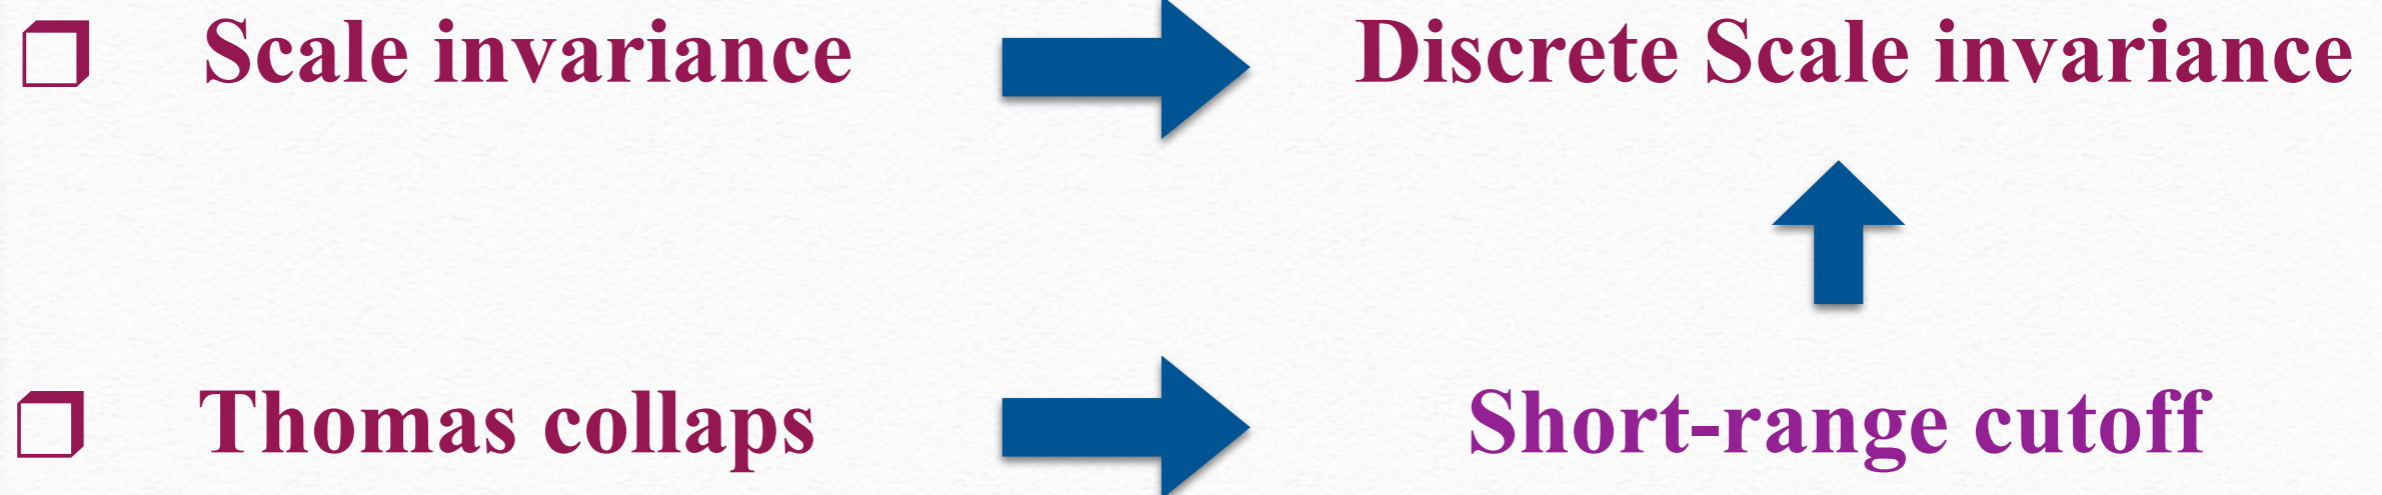 Scale invariance
Discrete Scale invariance
Thomas collaps
Short-range cutoff